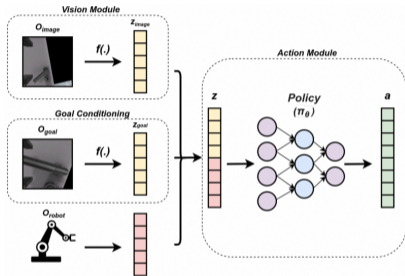 Vision Module
O_image
f(.)
z_image
Goal Conditioning
O_goal
f(.)
z_goal
O_robot
Action Module
z
Policy
(π_θ)
a